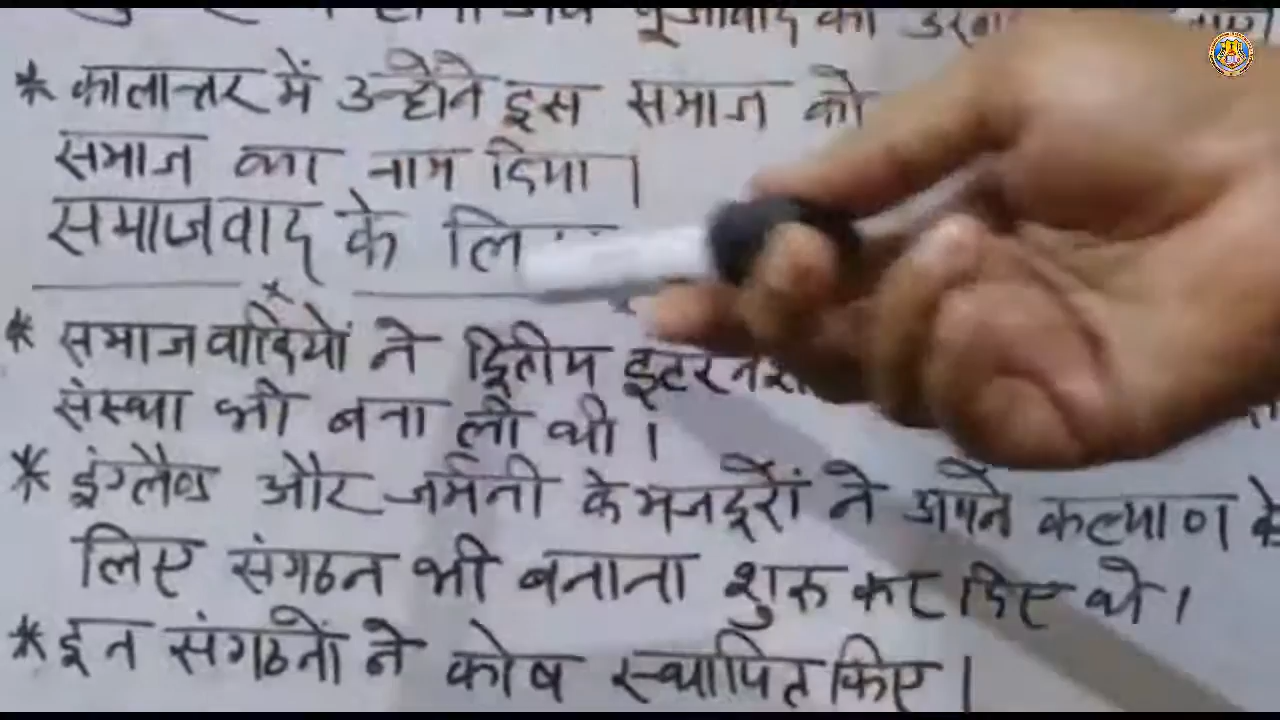 पूंजीवाद का
* कालान्तर में उन्होंने इस समाज को
समाज का नाम दिया।
समाजवाद के
* समाजवादियों ने द्वितीय
संस्था भी बना ली थी।
* इंग्लैण्ड और जर्मनी के मजदूरों ने अपने कल्याण के
लिए संगठन भी बनाना शुरु कर दिए थे।
* इन संगठनों ने कोष स्थापित किए।